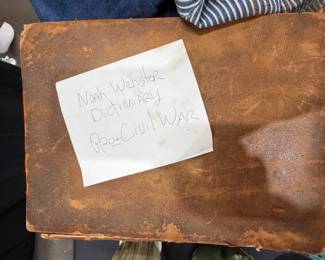 Noah Webster
Dictionary
Pre-Civil WAR